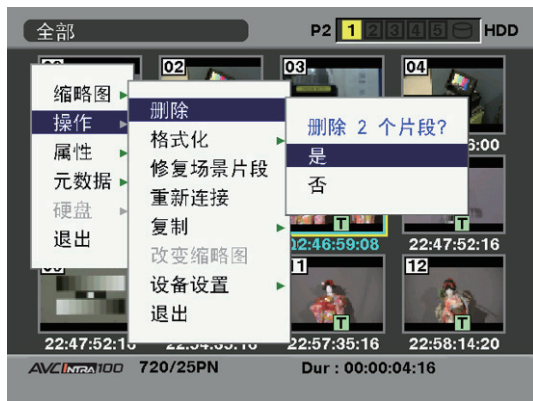 全部
P2 1 2 3 4 5 HDD
02
03
04
缩略图
操作
属性
元数据
硬盘
退出
删除
格式化
修复场景片段
重新连接
复制
改变缩略图
设备设置
退出
删除 2 个片段?
是
否
6:00
T
T
02:46:59:08
22:47:52:16
11
12
T
T
22:47:52:16
22:57:35:16
22:58:14:20
AVC INTRA 100
720/25PN
Dur : 00:00:04:16